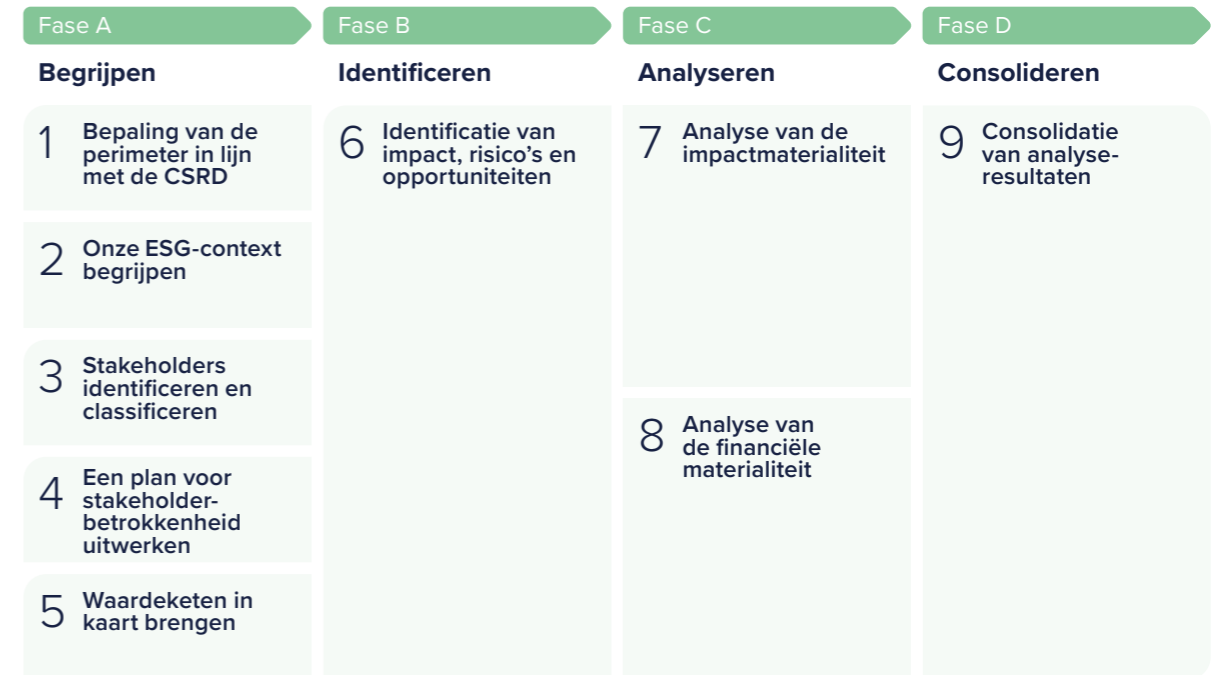 Fase A
Begrijpen
1
Bepaling van de
perimeter in lijn
met de CSRD
2
Onze ESG-context
begrijpen
3
Stakeholders
identificeren en
classificeren
4
Een plan voor
stakeholder-
betrokkenheid
uitwerken
5
Waardeketen in
kaart brengen
Fase B
Identificeren
6
Identificatie van
impact, risico’s en
opportuniteiten
Fase C
Analyseren
7
Analyse van de
impactmaterialiteit
8
Analyse van
de financiële
materialiteit
Fase D
Consolideren
9
Consolidatie
van analyse-
resultaten